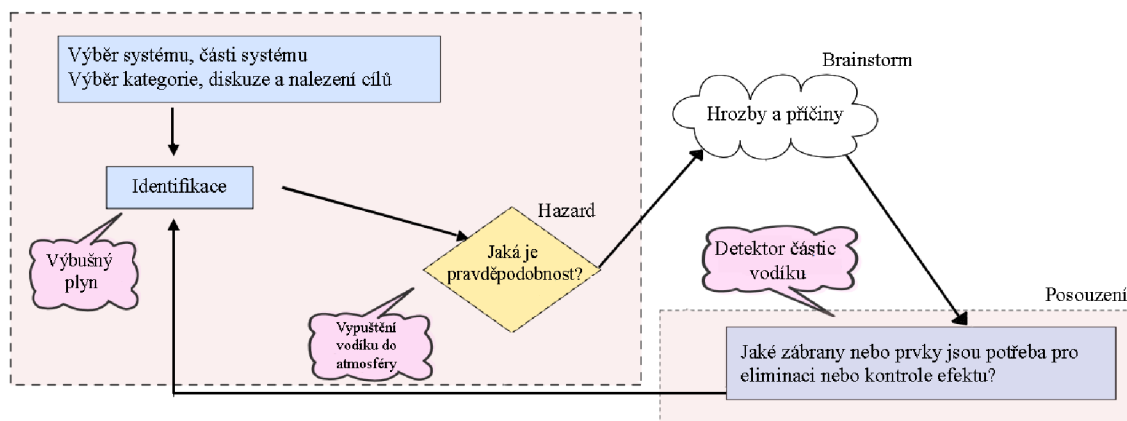 Výběr systému, části systému
Výběr kategorie, diskuze a nalezení cílů
Identifikace
Výbušný
plyn
Hazard
Jaká je
pravděpodobnost?
Vypuštění
vodíku do
atmosféry
Brainstorm
Hrozby a příčiny
Detektor částic
vodíku
Posouzení
Jaké zábrany nebo prvky jsou potřeba pro
eliminaci nebo kontrole efektu?